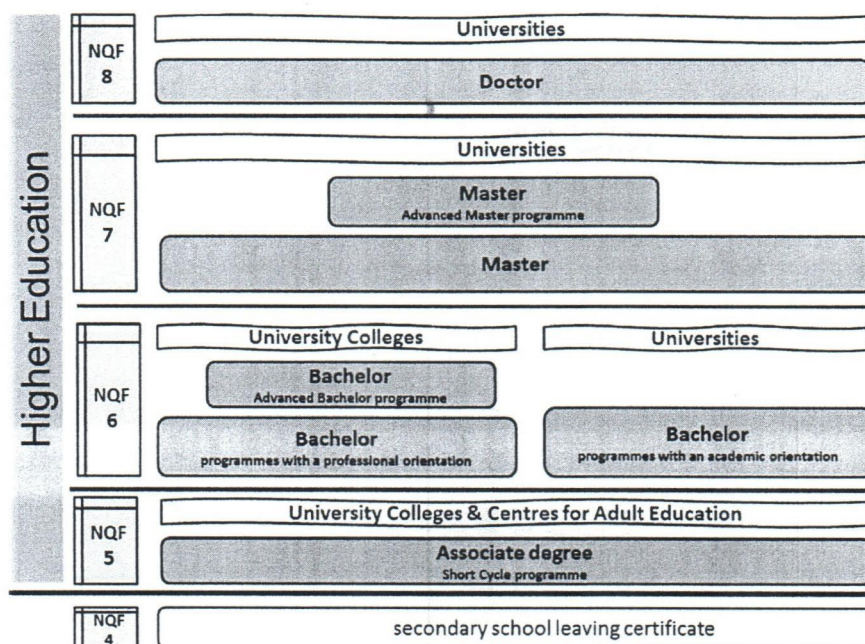 Higher Education
NQF
8
Universities
Doctor
NQF
7
Universities
Master
Advanced Master programme
Master
NQF
6
University Colleges
Bachelor
Advanced Bachelor programme
Bachelor
programmes with a professional orientation
Universities
Bachelor
programmes with an academic orientation
NQF
5
University Colleges & Centres for Adult Education
Associate degree
Short Cycle programme
NQF
4
secondary school leaving certificate